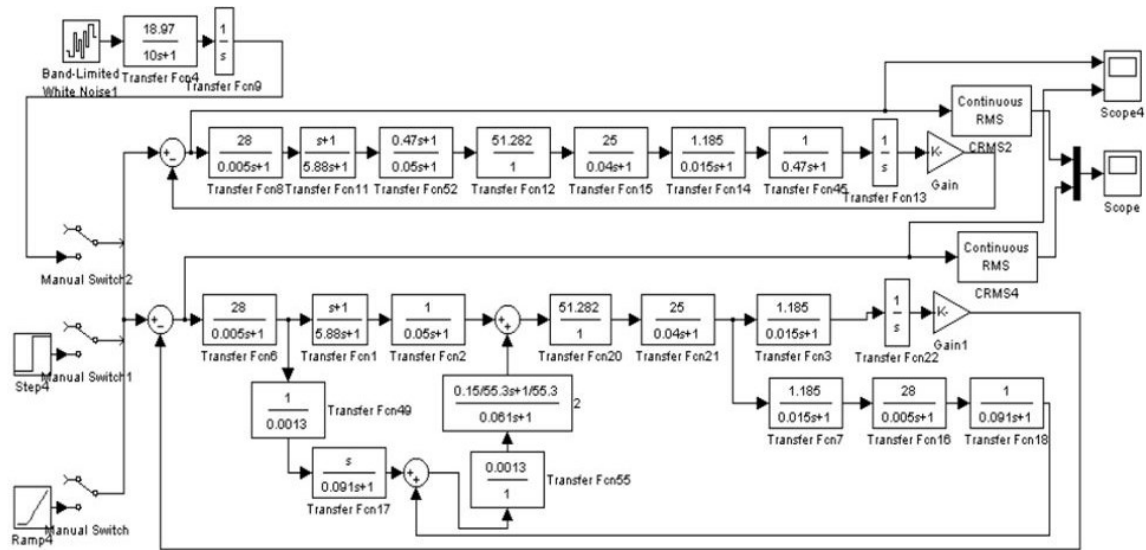 18.97
10s+1
1
s
Band-Limited
White Noise1
Transfer Fcn4
Transfer Fcn9
Scope4
28
0.005s+1
Transfer Fcn8
s+1
5.88s+1
Transfer Fcn11
0.47s+1
0.05s+1
Transfer Fcn52
51.282
1
Transfer Fcn12
25
0.04s+1
Transfer Fcn15
1.185
0.015s+1
Transfer Fcn14
1
0.47s+1
Transfer Fcn45
1
s
Transfer Fcn13
K-
Gain
Continuous
RMS
CRMS2
Scope
Manual Switch2
Continuous
RMS
CRMS4
28
0.005s+1
Transfer Fcn6
s+1
5.88s+1
Transfer Fcn1
1
0.05s+1
Transfer Fcn2
51.282
1
Transfer Fcn20
25
0.04s+1
Transfer Fcn21
1.185
0.015s+1
Transfer Fcn3
1
s
Transfer Fcn22
K-
Gain1
Step4
Manual Switch1
1
0.0013
Transfer Fcn49
0.15/55.3s+1/55.3
0.061s+1
2
1.185
0.015s+1
Transfer Fcn7
28
0.005s+1
Transfer Fcn16
1
0.091s+1
Transfer Fcn18
s
0.091s+1
Transfer Fcn17
0.0013
1
Transfer Fcn55
Ramp4
Manual Switch